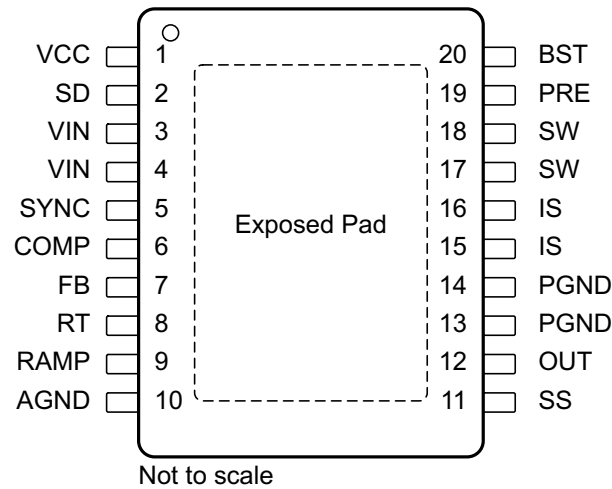 VCC 1 20 BST
SD 2 19 PRE
VIN 3 18 SW
VIN 4 17 SW
SYNC 5 16 IS
COMP 6 Exposed Pad 15 IS
FB 7 14 PGND
RT 8 13 PGND
RAMP 9 12 OUT
AGND 10 11 SS
Not to scale